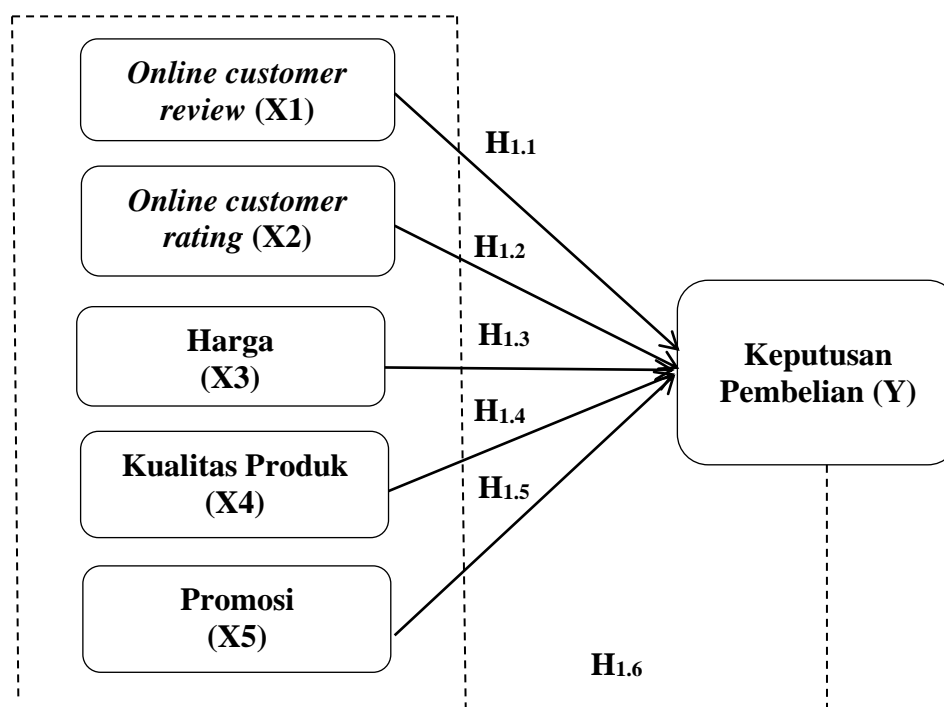 Online customer
review (X1)
H1.1
Online customer
rating (X2)
H1.2
Harga
(X3)
H1.3
Keputusan
Pembelian (Y)
H1.4
Kualitas Produk
(X4)
H1.5
Promosi
(X5)
H1.6